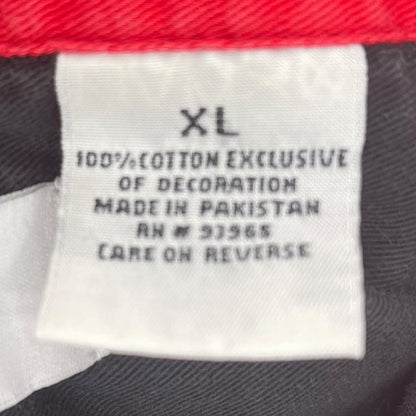 XL
100% COTTON EXCLUSIVE
OF DECORATION
MADE IN PAKISTAN
RN # 93965
CARE ON REVERSE